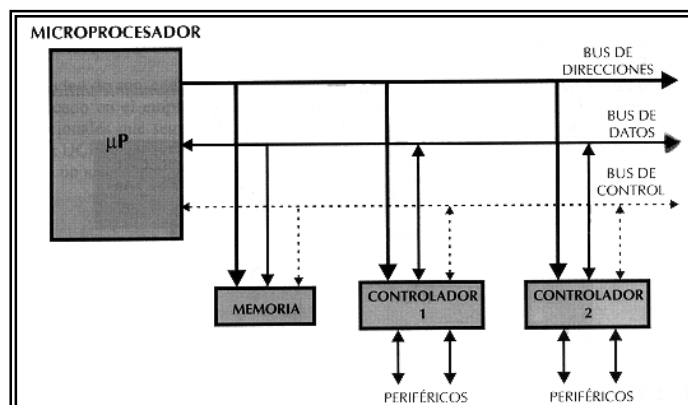 MICROPROCESADOR
µP
BUS DE
DIRECCIONES
BUS DE
DATOS
BUS DE
CONTROL
MEMORIA
CONTROLADOR
1
CONTROLADOR
2
PERIFÉRICOS
PERIFÉRICOS